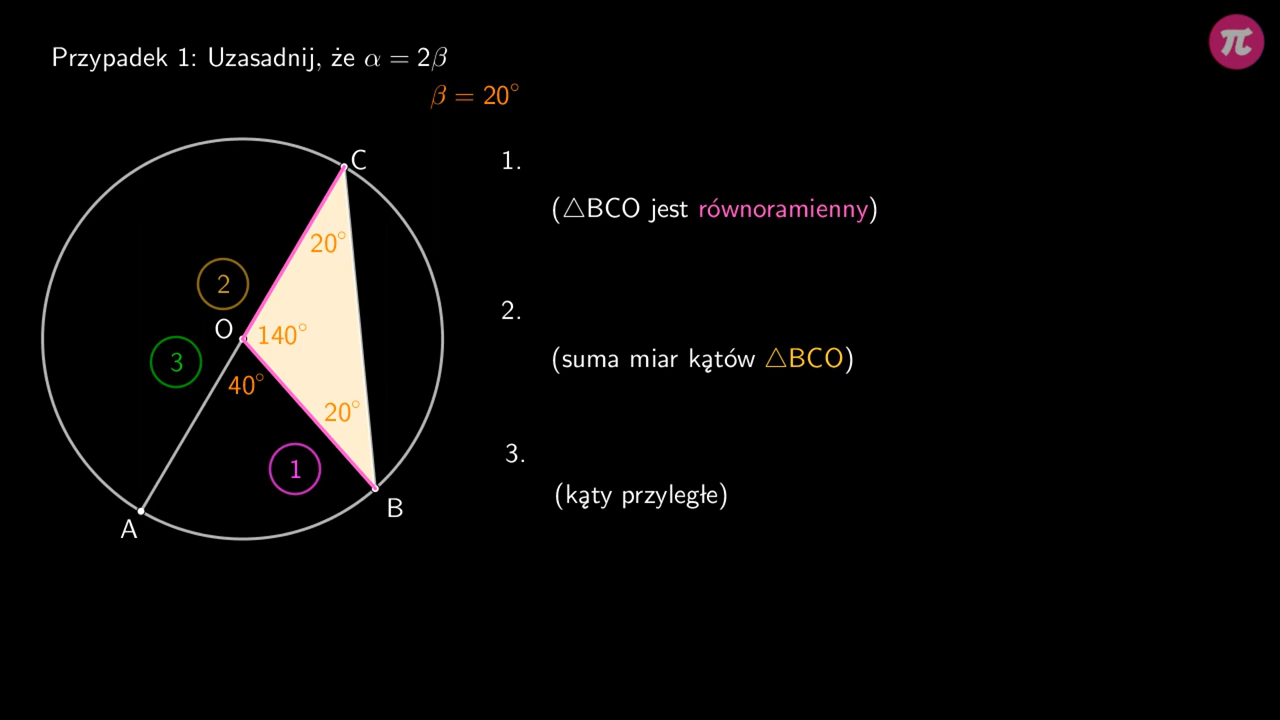 Przypadek 1: Uzasadnij, że α = 2β
β = 20°
1.
(△BCO jest równoramienny)
2.
(suma miar kątów △BCO)
3.
(kąty przyległe)
C
20°
2
O
140°
3
40°
20°
1
B
A
π